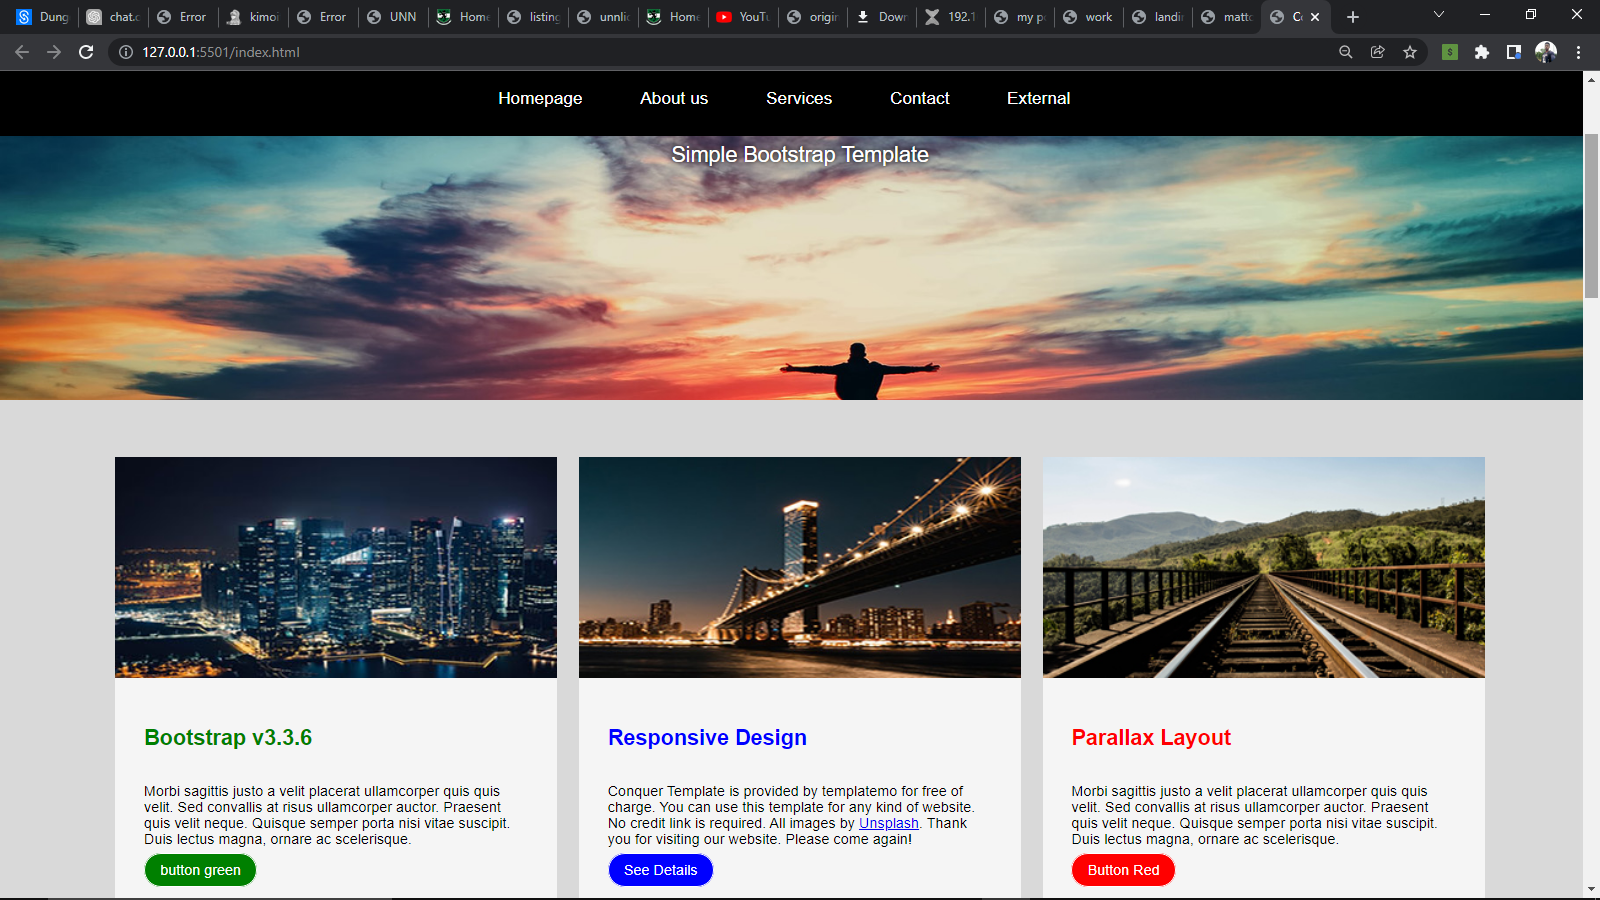 Dung
chat.
Error
kimoi
Error
UNN
Home
listing
unnlic
Home
YouTu
origin
Down
192.1
my p
work
landin
matt
C
127.0.0.1:5501/index.html
Homepage About us Services Contact External
Simple Bootstrap Template
Bootstrap v3.3.6
Morbi sagittis justo a velit placerat ullamcorper quis quis
velit. Sed convallis at risus ullamcorper auctor. Praesent
quis velit neque. Quisque semper porta nisi vitae suscipit.
Duis lectus magna, ornare ac scelerisque.
button green
Responsive Design
Conquer Template is provided by templatemo for free of
charge. You can use this template for any kind of website.
No credit link is required. All images by Unsplash. Thank
you for visiting our website. Please come again!
See Details
Parallax Layout
Morbi sagittis justo a velit placerat ullamcorper quis quis
velit. Sed convallis at risus ullamcorper auctor. Praesent
quis velit neque. Quisque semper porta nisi vitae suscipit.
Duis lectus magna, ornare ac scelerisque.
Button Red